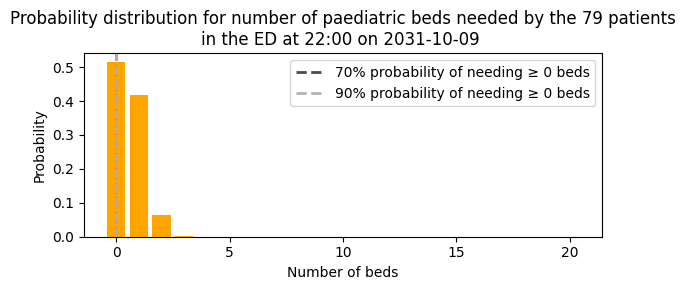 Probability distribution for number of paediatric beds needed by the 79 patients
in the ED at 22:00 on 2031-10-09
70% probability of needing ≥ 0 beds
90% probability of needing ≥ 0 beds
Probability
0.5
0.4
0.3
0.2
0.1
0.0
0 5 10 15 20
Number of beds